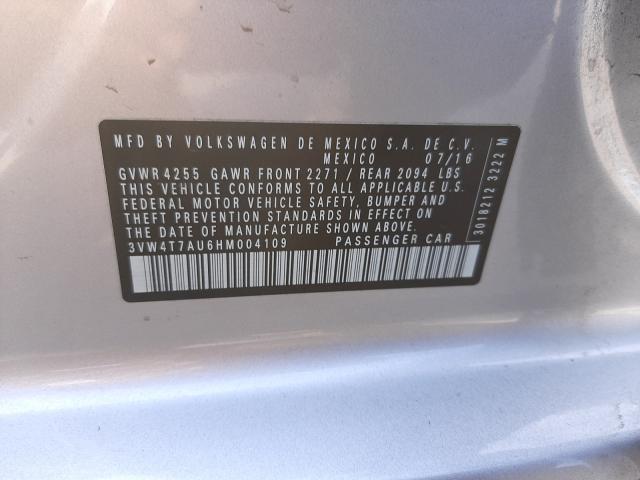 MFD BY VOLKSWAGEN DE MEXICO S.A. DE C.V.
MEXICO 07/16
GVWR 4255 GAWR FRONT 2271 / REAR 2094 LBS
THIS VEHICLE CONFORMS TO ALL APPLICABLE U.S.
FEDERAL MOTOR VEHICLE SAFETY, BUMPER AND
THEFT PREVENTION STANDARDS IN EFFECT ON
THE DATE OF MANUFACTURE SHOWN ABOVE.
3VW4T7AU6HM004109 PASSENGER CAR
3018212 3222 M